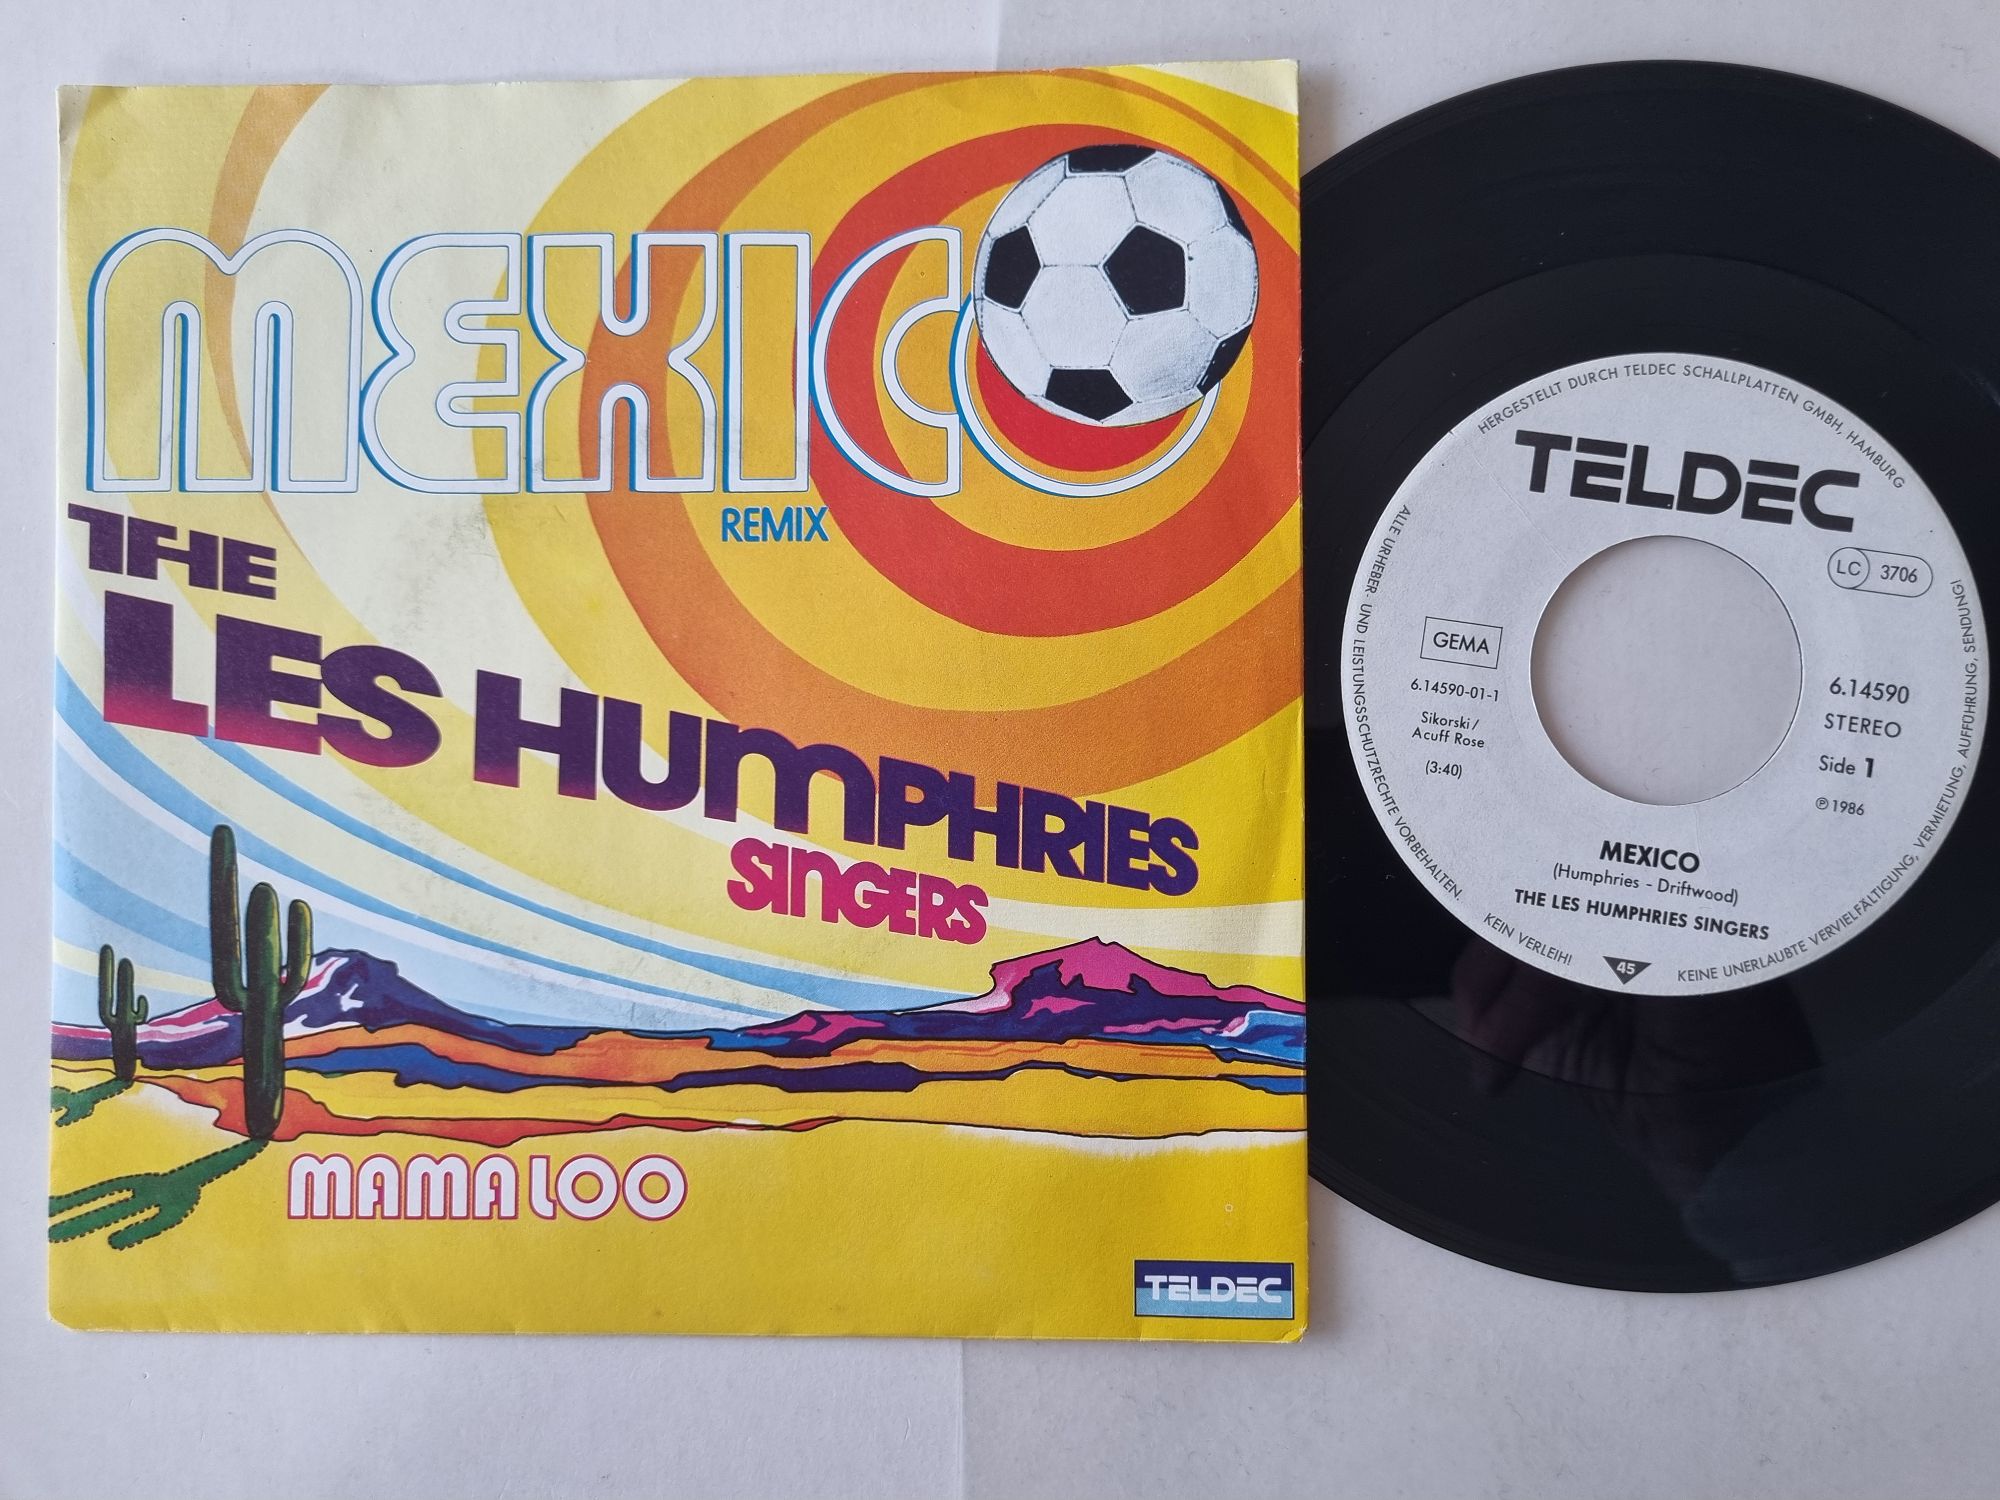 MEXICO
REMIX
THE
LES HUMPHRIES
SINGERS
MAMA LOO
TELDEC
HERGESTELLT DURCH TELDEC SCHALLPLATTEN GMBH, HAMBURG
TELDEC
LC 3706
GEMA
6.14590-01-1
Sikorski/
Acuff Rose
(3:40)
6.14590
STEREO
Side 1
℗ 1986
MEXICO
(Humphries - Driftwood)
THE LES HUMPHRIES SINGERS
45
ALLE URHEBER- UND LEISTUNGSSCHUTZRECHTE VORBEHALTEN. KEIN VERLEIH! KEINE UNERLAUBTE VERVIELFÄLTIGUNG, VERMIETUNG, AUFFÜHRUNG, SENDUNG!